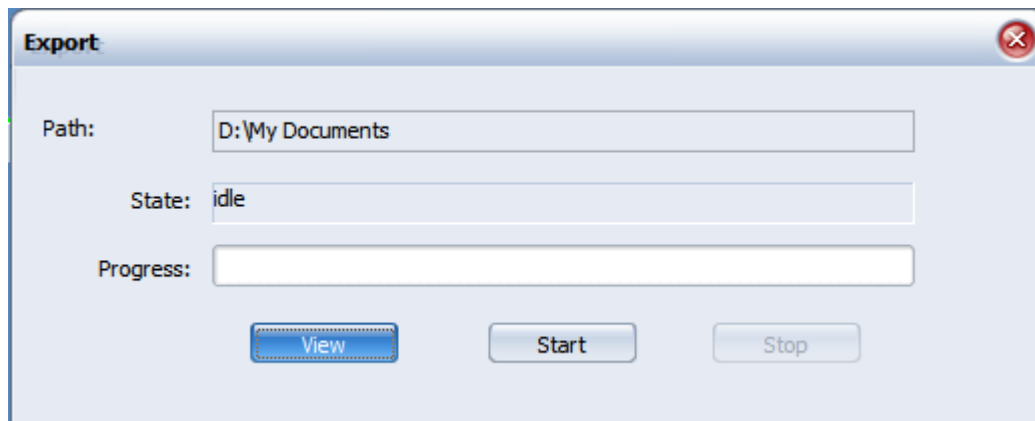 Export
Path: D:\My Documents
State: idle
Progress:
View Start Stop